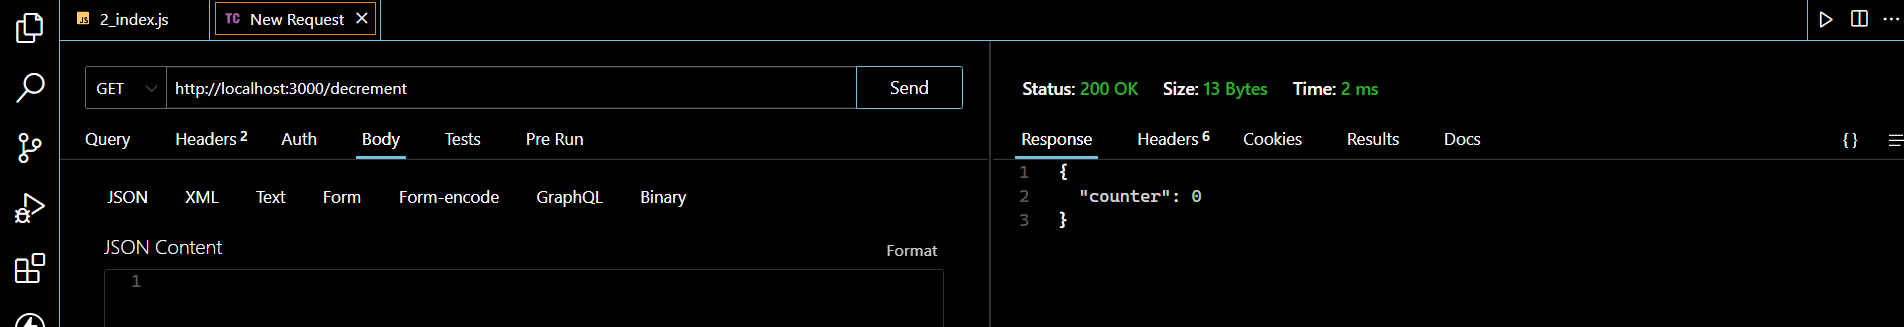 JS 2_index.js
TC New Request
GET http://localhost:3000/decrement Send
Query Headers 2 Auth Body Tests Pre Run
JSON XML Text Form Form-encode GraphQL Binary
JSON Content Format
1
Status: 200 OK Size: 13 Bytes Time: 2 ms
Response Headers 6 Cookies Results Docs {}
1 {
2 "counter": 0
3 }